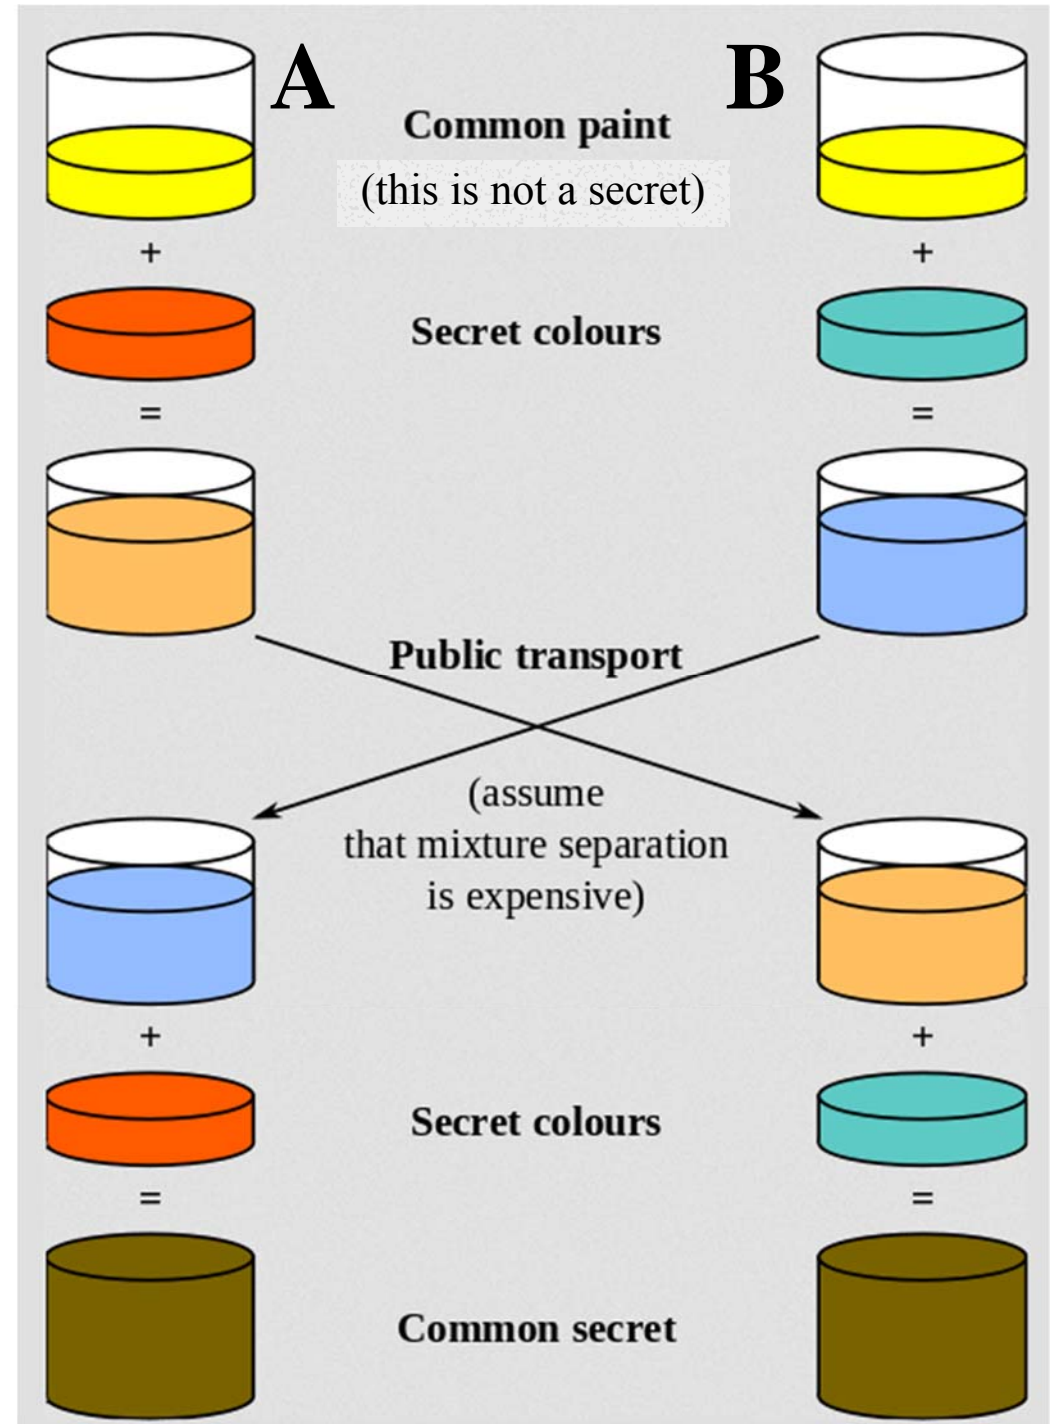 A B
Common paint
(this is not a secret)
+ +
Secret colours
= =
Public transport
(assume
that mixture separation
is expensive)
+ +
Secret colours
= =
Common secret